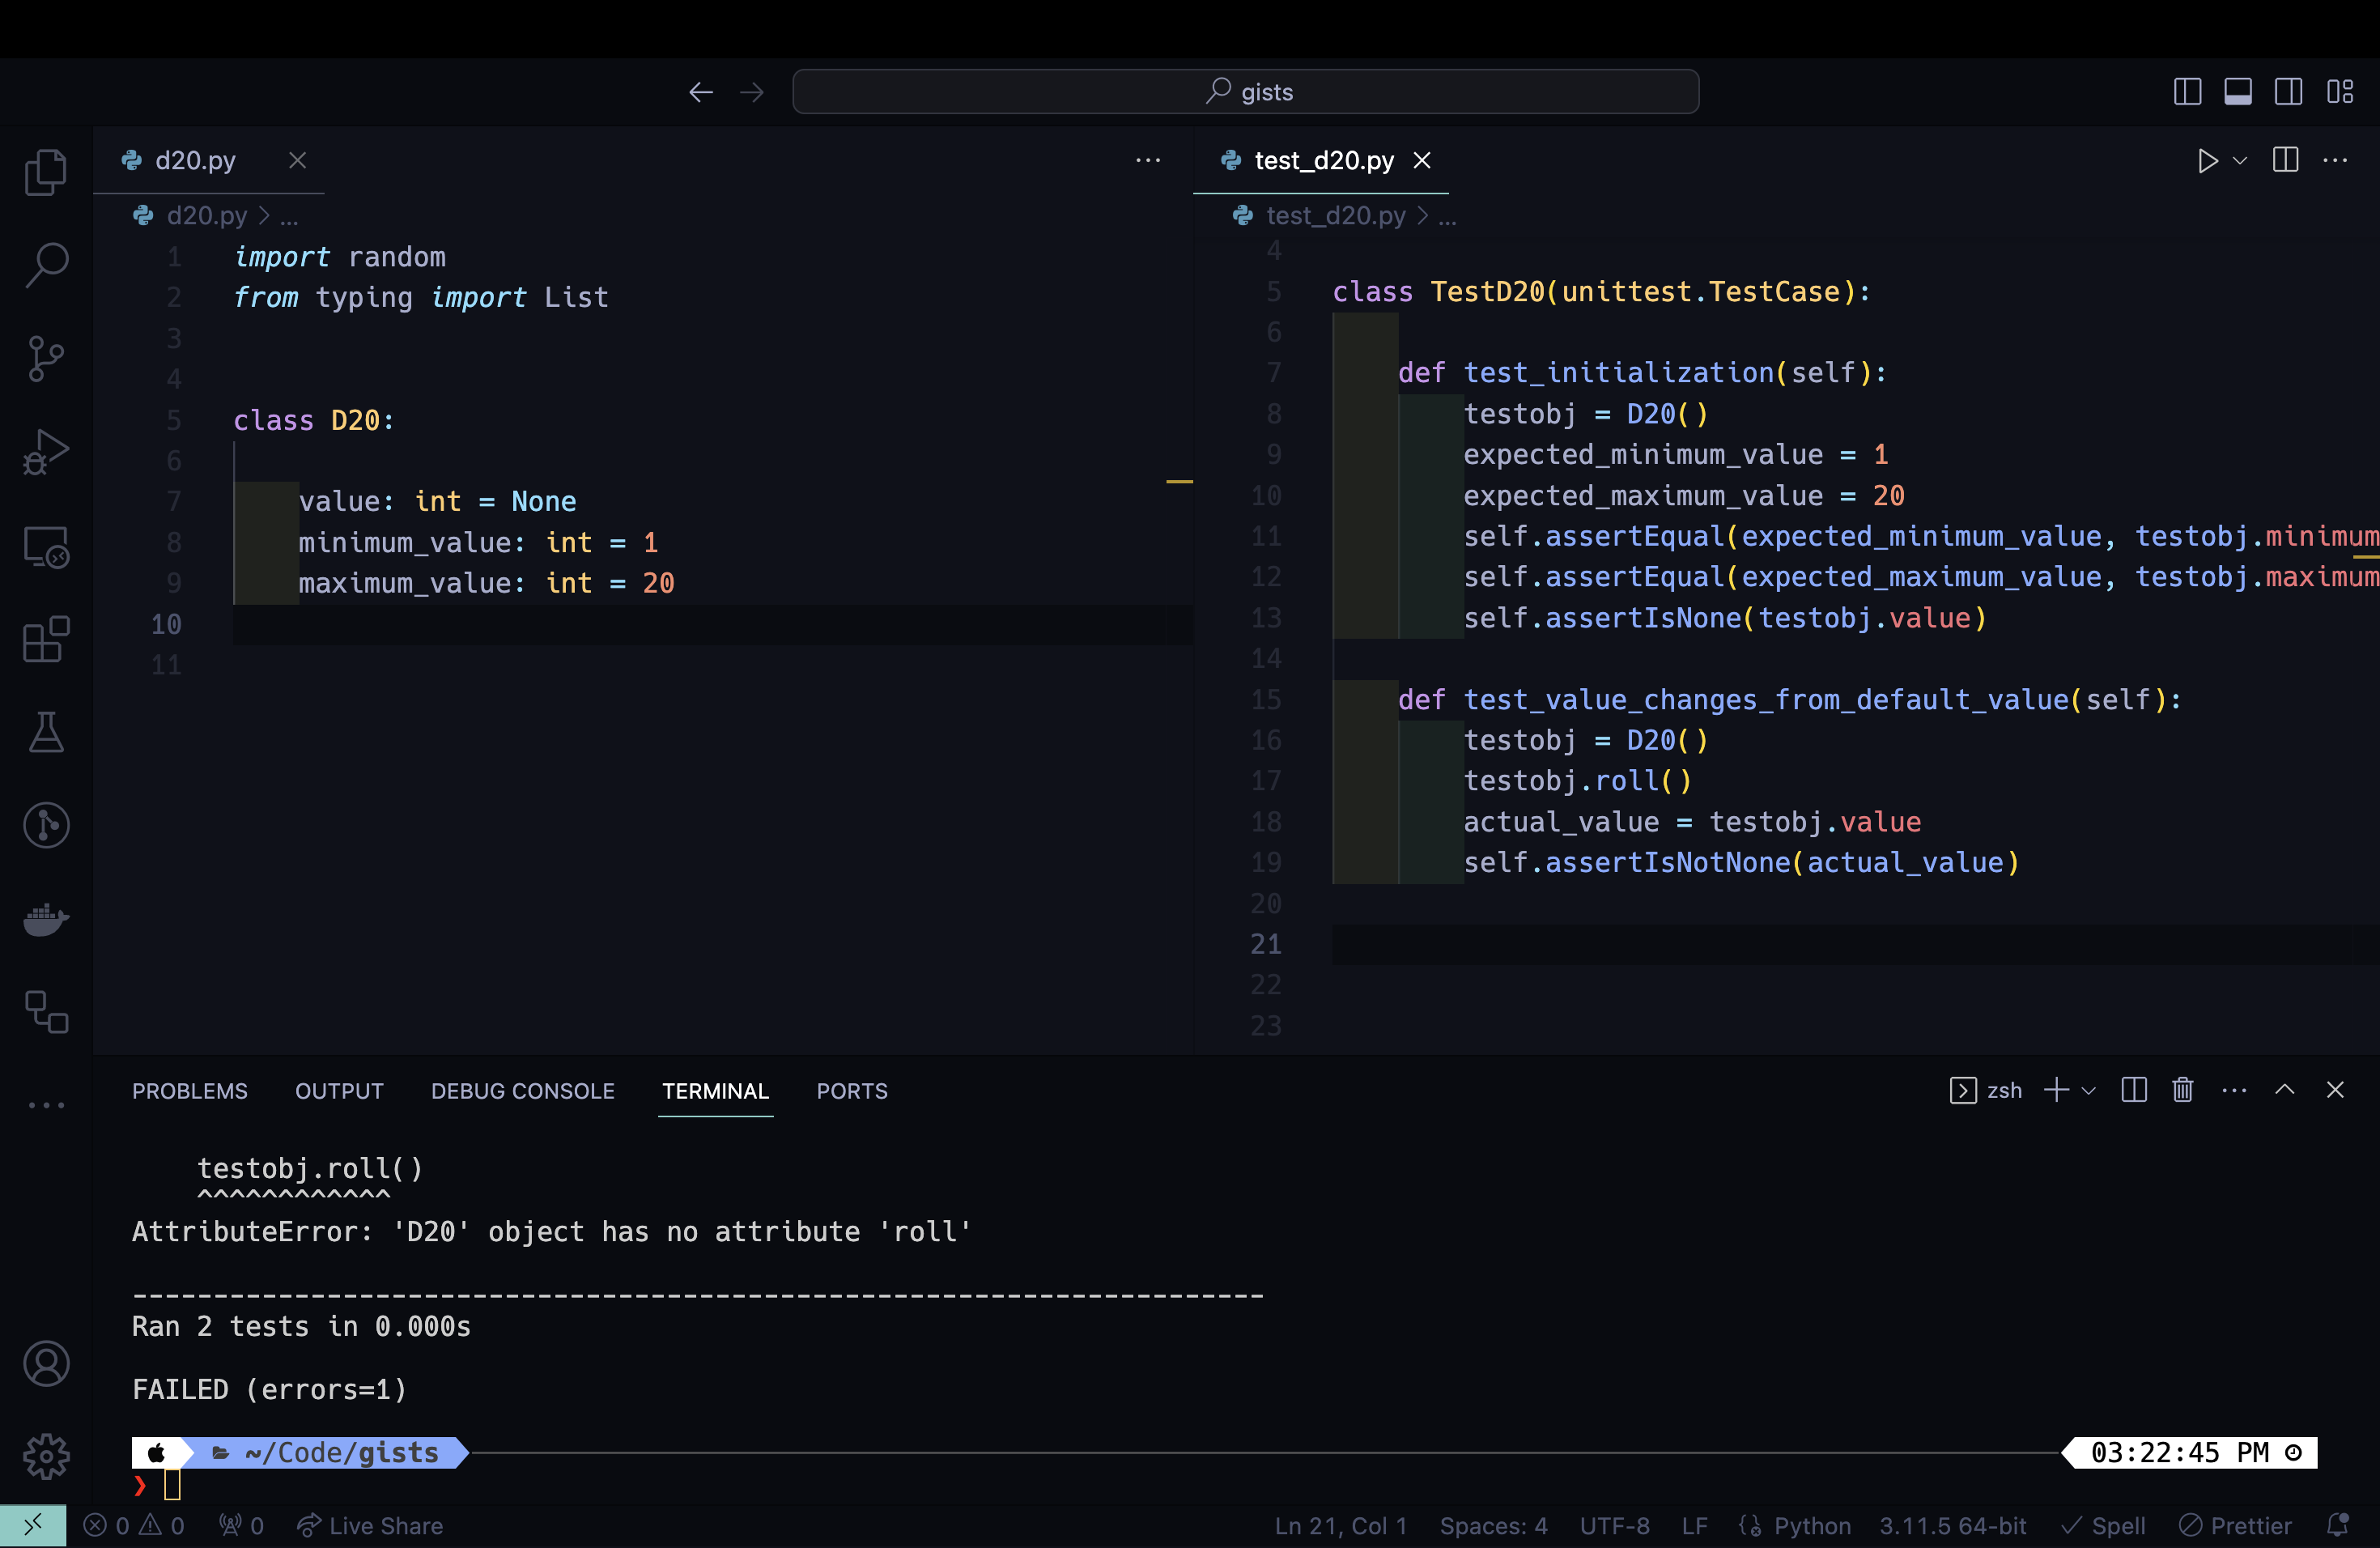 gists
d20.py
d20.py > ...
1 import random
2 from typing import List
3
4
5 class D20:
6
7 value: int = None
8 minimum_value: int = 1
9 maximum_value: int = 20
10
11
test_d20.py
test_d20.py > ...
4
5 class TestD20(unittest.TestCase):
6
7 def test_initialization(self):
8 testobj = D20()
9 expected_minimum_value = 1
10 expected_maximum_value = 20
11 self.assertEqual(expected_minimum_value, testobj.minimum
12 self.assertEqual(expected_maximum_value, testobj.maximum
13 self.assertIsNone(testobj.value)
14
15 def test_value_changes_from_default_value(self):
16 testobj = D20()
17 testobj.roll()
18 actual_value = testobj.value
19 self.assertIsNotNone(actual_value)
20
21
22
23
PROBLEMS OUTPUT DEBUG CONSOLE TERMINAL PORTS zsh
testobj.roll()
^^^^^^^^^^^^
AttributeError: 'D20' object has no attribute 'roll'
----------------------------------------------------------------------
Ran 2 tests in 0.000s
FAILED (errors=1)
~/Code/gists 03:22:45 PM
❯
0 0 0 Live Share Ln 21, Col 1 Spaces: 4 UTF-8 LF Python 3.11.5 64-bit Spell Prettier